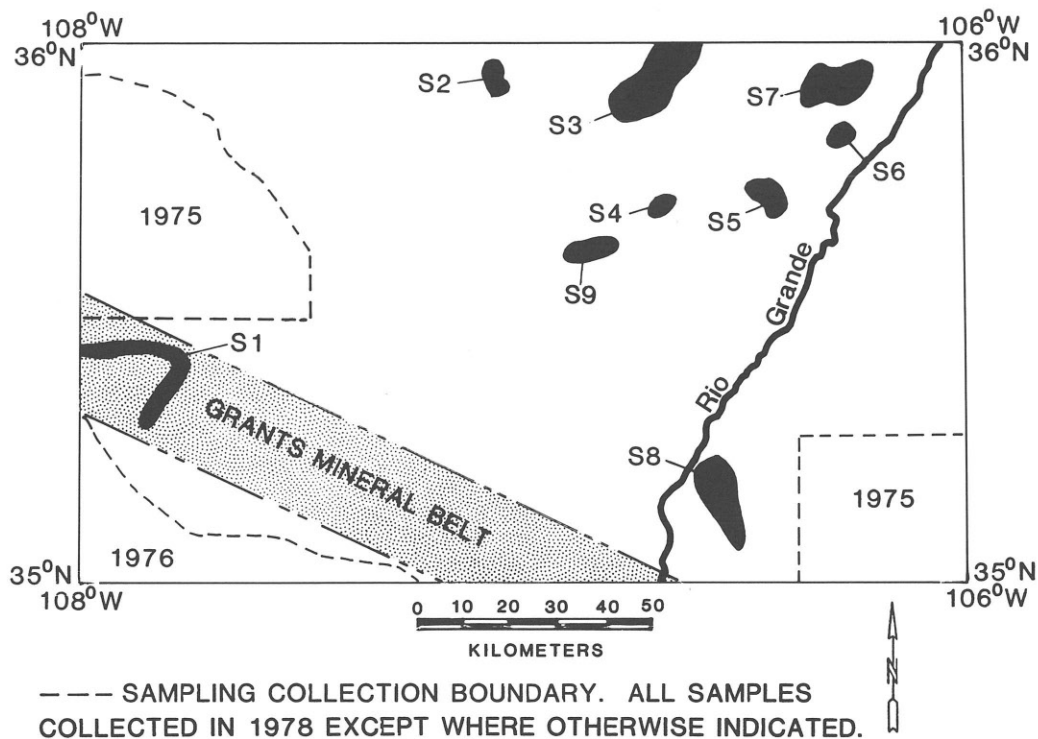 108°W
106°W
36°N
36°N
S2
S3
S7
S6
1975
S4
S5
S9
Rio Grande
S1
GRANTS MINERAL BELT
S8
1975
1976
35°N
35°N
108°W
106°W
0 10 20 30 40 50
KILOMETERS
N
--- SAMPLING COLLECTION BOUNDARY. ALL SAMPLES
COLLECTED IN 1978 EXCEPT WHERE OTHERWISE INDICATED.